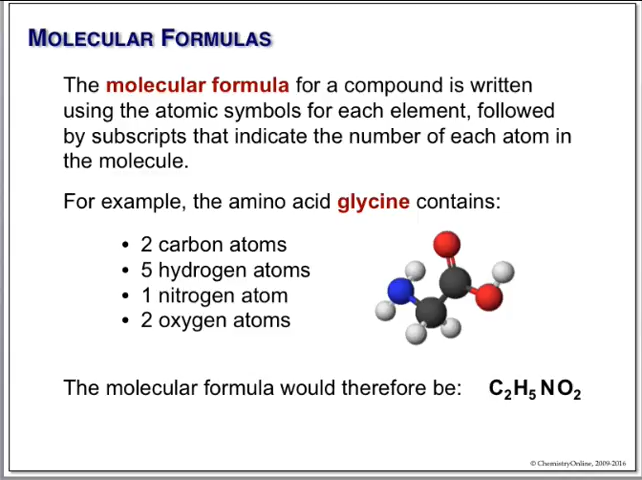 MOLECULAR FORMULAS
The molecular formula for a compound is written
using the atomic symbols for each element, followed
by subscripts that indicate the number of each atom in
the molecule.
For example, the amino acid glycine contains:
• 2 carbon atoms
• 5 hydrogen atoms
• 1 nitrogen atom
• 2 oxygen atoms
The molecular formula would therefore be: C₂H₅NO₂
© ChemistryOnline, 2009-2016